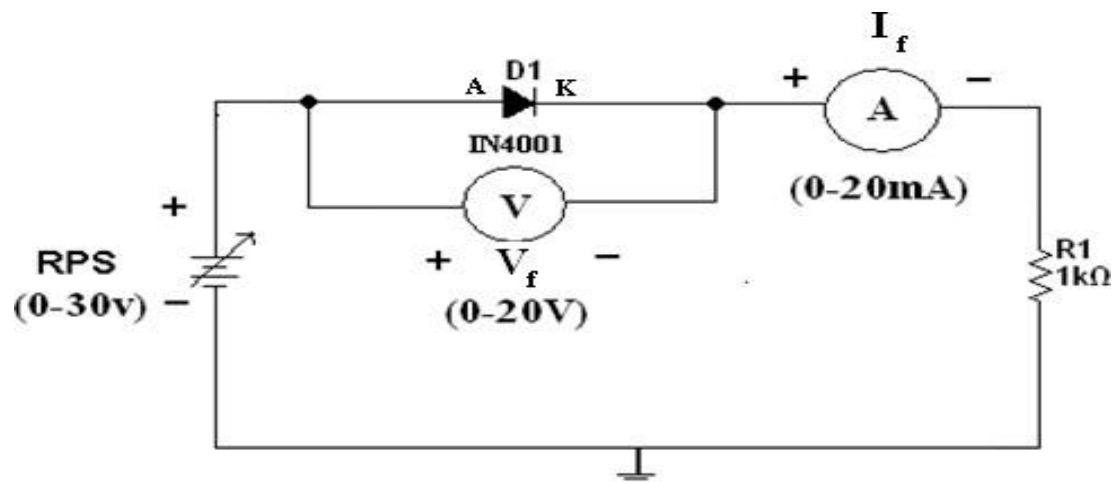 I f
D1
A K
+ A −
IN4001
(0-20mA)
V
+ V f −
(0-20V)
+
RPS
(0-30v) −
R1
1kΩ